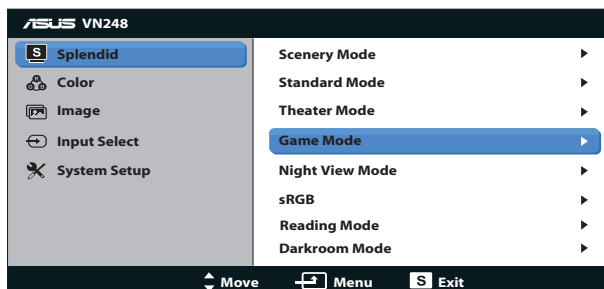 ASUS VN248
S Splendid
Color
Image
Input Select
System Setup
Scenery Mode
Standard Mode
Theater Mode
Game Mode
Night View Mode
sRGB
Reading Mode
Darkroom Mode
Move Menu S Exit